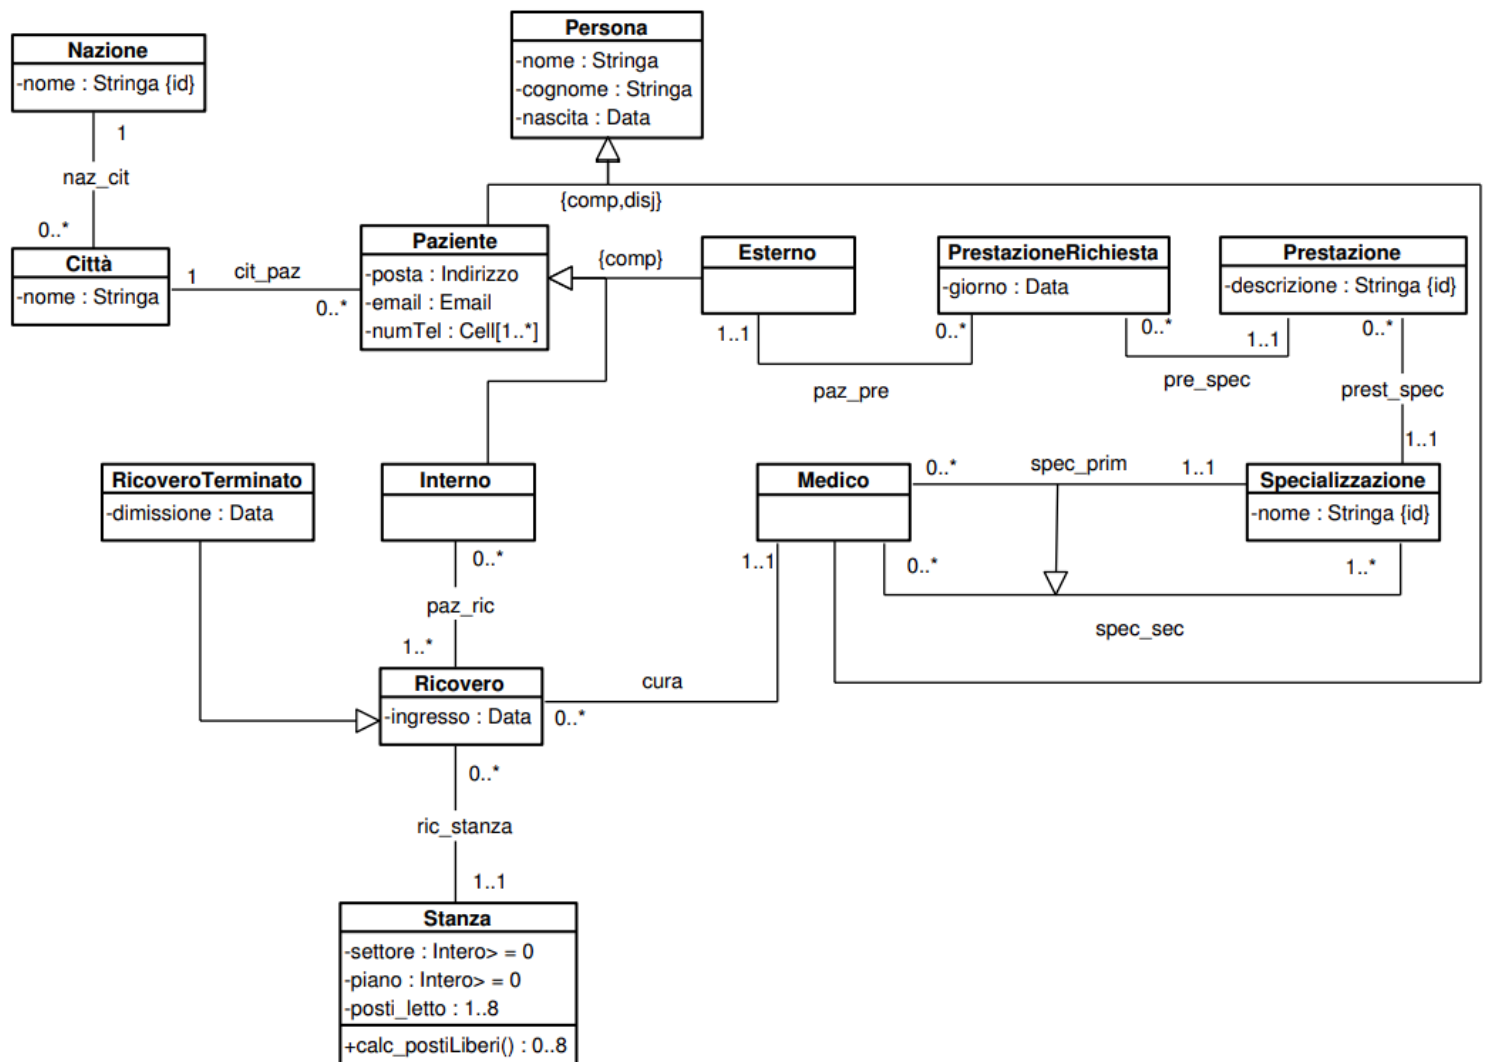 Persona
-nome : Stringa
-cognome : Stringa
-nascita : Data
Nazione
-nome : Stringa {id}
1
naz_cit
0..*
{comp,disj}
Città
-nome : Stringa
1
cit_paz
0..*
Paziente
-posta : Indirizzo
-email : Email
-numTel : Cell[1..*]
{comp}
Esterno
1..1
paz_pre
0..*
PrestazioneRichiesta
-giorno : Data
0..*
pre_spec
1..1
Prestazione
-descrizione : Stringa {id}
0..*
prest_spec
1..1
RicoveroTerminato
-dimissione : Data
Interno
0..*
paz_ric
1..*
Medico
0..*
spec_prim
1..1
Specializzazione
-nome : Stringa {id}
1..1
0..*
1..*
spec_sec
Ricovero
-ingresso : Data
cura
0..*
0..*
ric_stanza
1..1
Stanza
-settore : Intero> = 0
-piano : Intero> = 0
-posti_letto : 1..8
+calc_postiLiberi() : 0..8